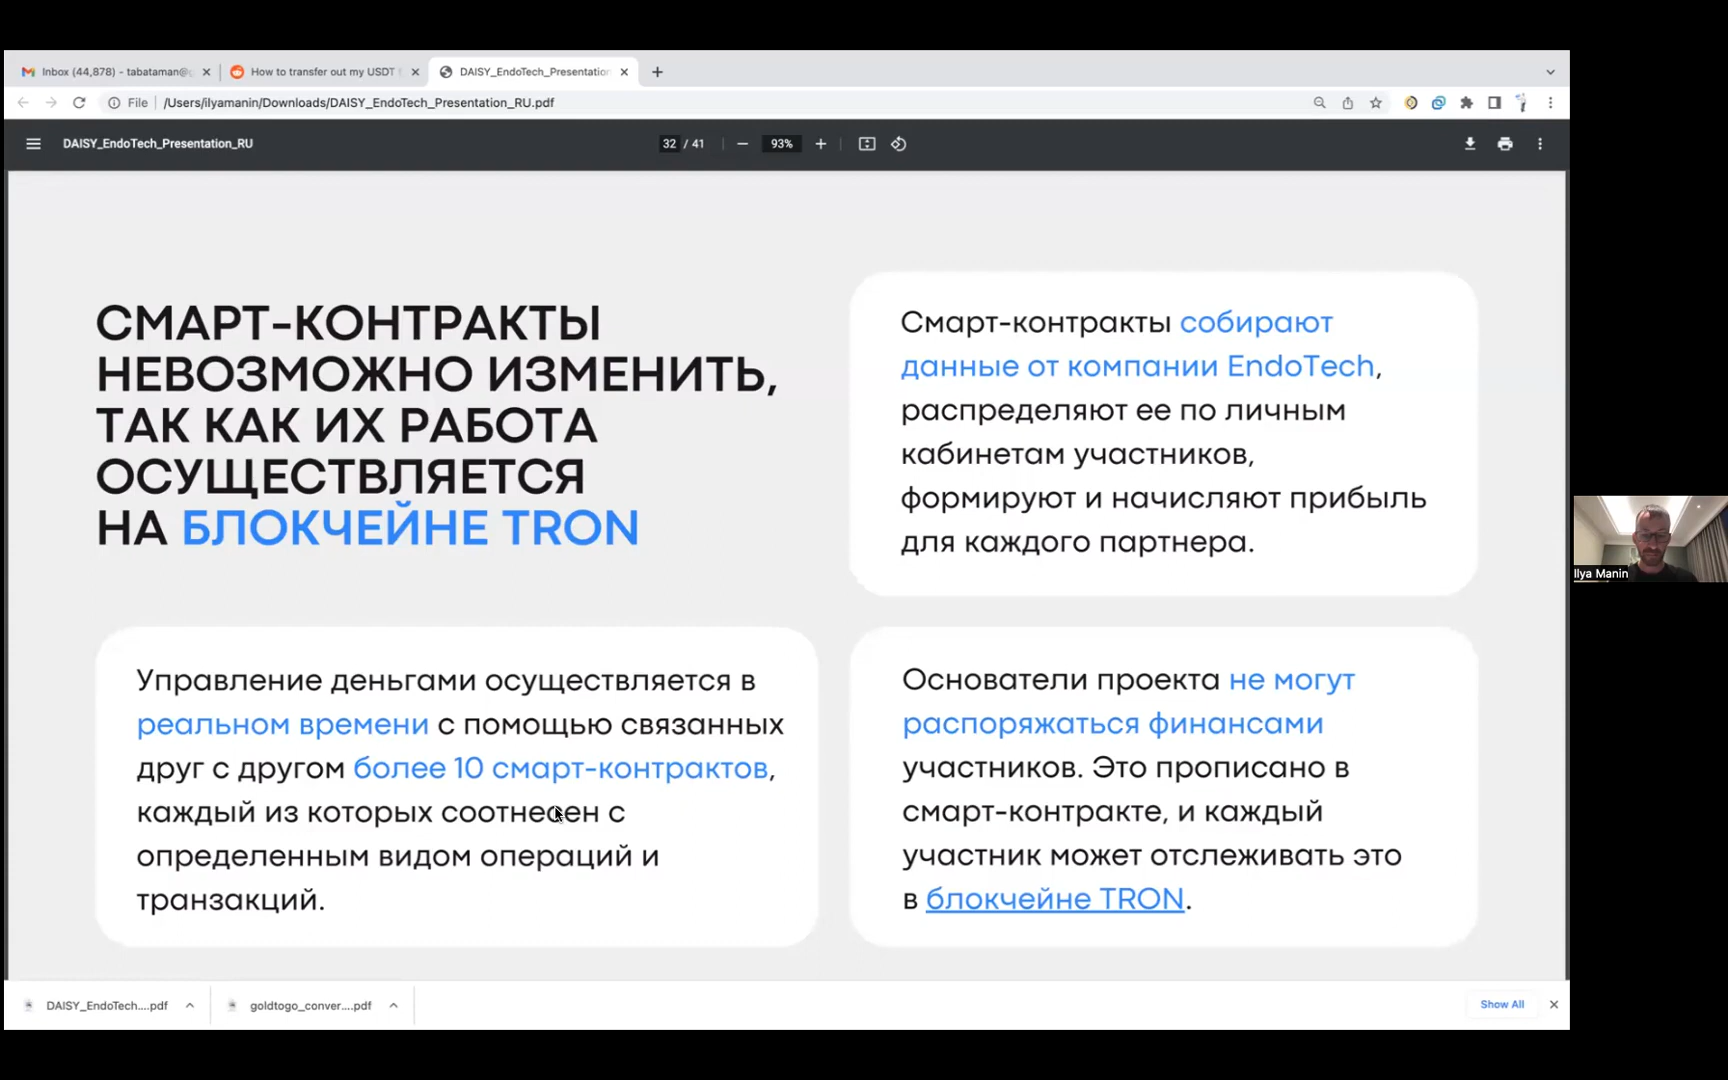 Inbox (44,878) - tabataman@g
How to transfer out my USDT
DAISY_EndoTech_Presentation
File
/Users/ilyamanin/Downloads/DAISY_EndoTech_Presentation_RU.pdf
DAISY_EndoTech_Presentation_RU
32 / 41
93%
СМАРТ-КОНТРАКТЫ
НЕВОЗМОЖНО ИЗМЕНИТЬ,
ТАК КАК ИХ РАБОТА
ОСУЩЕСТВЛЯЕТСЯ
НА БЛОКЧЕЙНЕ TRON
Смарт-контракты собирают
данные от компании EndoTech,
распределяют ее по личным
кабинетам участников,
формируют и начисляют прибыль
для каждого партнера.
Управление деньгами осуществляется в
реальном времени с помощью связанных
друг с другом более 10 смарт-контрактов,
каждый из которых соотнесен с
определенным видом операций и
транзакций.
Основатели проекта не могут
распоряжаться финансами
участников. Это прописано в
смарт-контракте, и каждый
участник может отслеживать это
в блокчейне TRON.
Ilya Manin
DAISY_EndoTech....pdf
goldtogo_conver....pdf
Show All